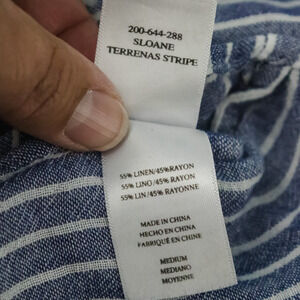 200-644-288
SLOANE
TERRENAS STRIPE
55% LINEN/45%RAYON
55% LINO/45%RAYON
55% LIN/45% RAYONNE
MADE IN CHINA
HECHO EN CHINA
FABRIQUÉ EN CHINE
MEDIUM
MEDIANO
MOYENNE